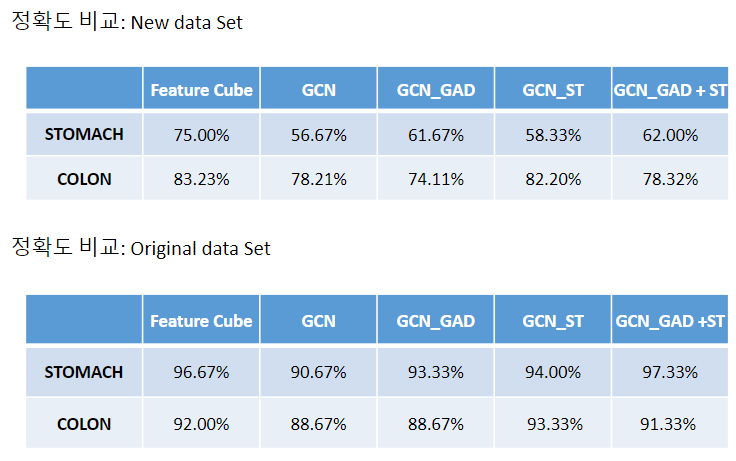 정확도 비교: New data Set
Feature Cube GCN GCN_GAD GCN_ST GCN_GAD + ST
STOMACH 75.00% 56.67% 61.67% 58.33% 62.00%
COLON 83.23% 78.21% 74.11% 82.20% 78.32%
정확도 비교: Original data Set
Feature Cube GCN GCN_GAD GCN_ST GCN_GAD +ST
STOMACH 96.67% 90.67% 93.33% 94.00% 97.33%
COLON 92.00% 88.67% 88.67% 93.33% 91.33%